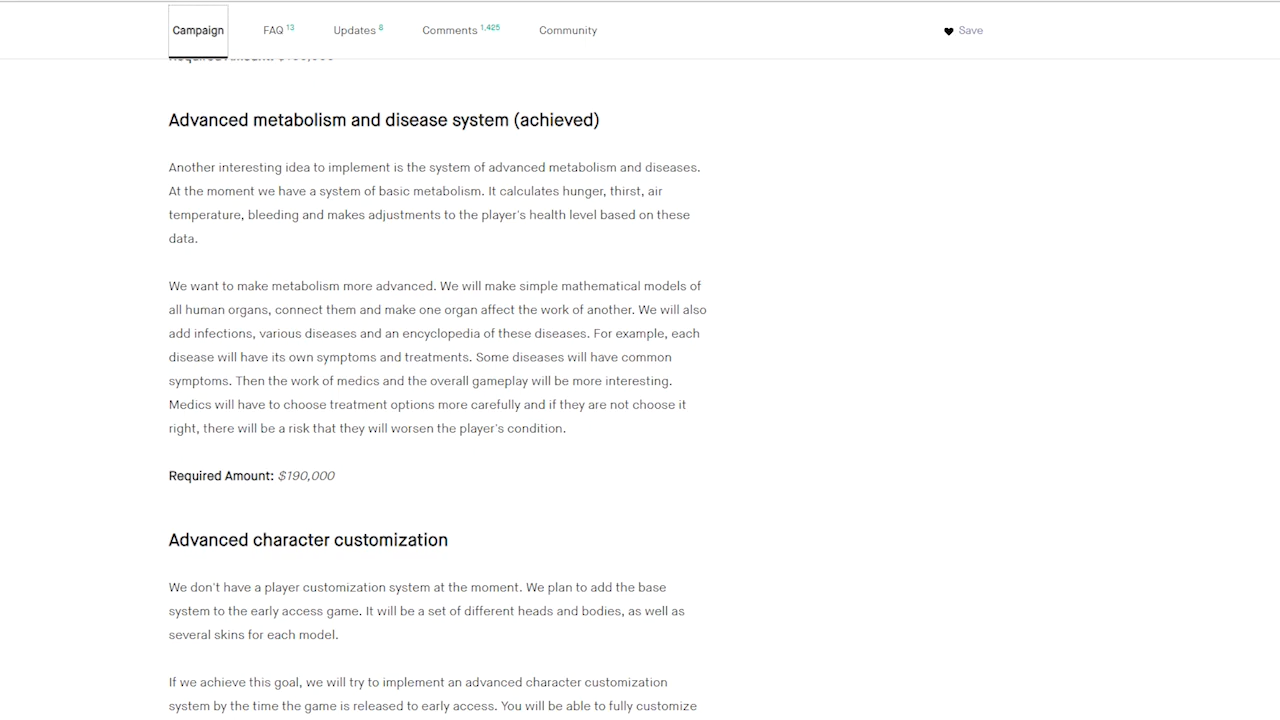 Campaign
FAQ 13
Updates 8
Comments 1,425
Community
Save
Advanced metabolism and disease system (achieved)
Another interesting idea to implement is the system of advanced metabolism and diseases.
At the moment we have a system of basic metabolism. It calculates hunger, thirst, air
temperature, bleeding and makes adjustments to the player's health level based on these
data.
We want to make metabolism more advanced. We will make simple mathematical models of
all human organs, connect them and make one organ affect the work of another. We will also
add infections, various diseases and an encyclopedia of these diseases. For example, each
disease will have its own symptoms and treatments. Some diseases will have common
symptoms. Then the work of medics and the overall gameplay will be more interesting.
Medics will have to choose treatment options more carefully and if they are not choose it
right, there will be a risk that they will worsen the player's condition.
Required Amount: $190,000
Advanced character customization
We don't have a player customization system at the moment. We plan to add the base
system to the early access game. It will be a set of different heads and bodies, as well as
several skins for each model.
If we achieve this goal, we will try to implement an advanced character customization
system by the time the game is released to early access. You will be able to fully customize